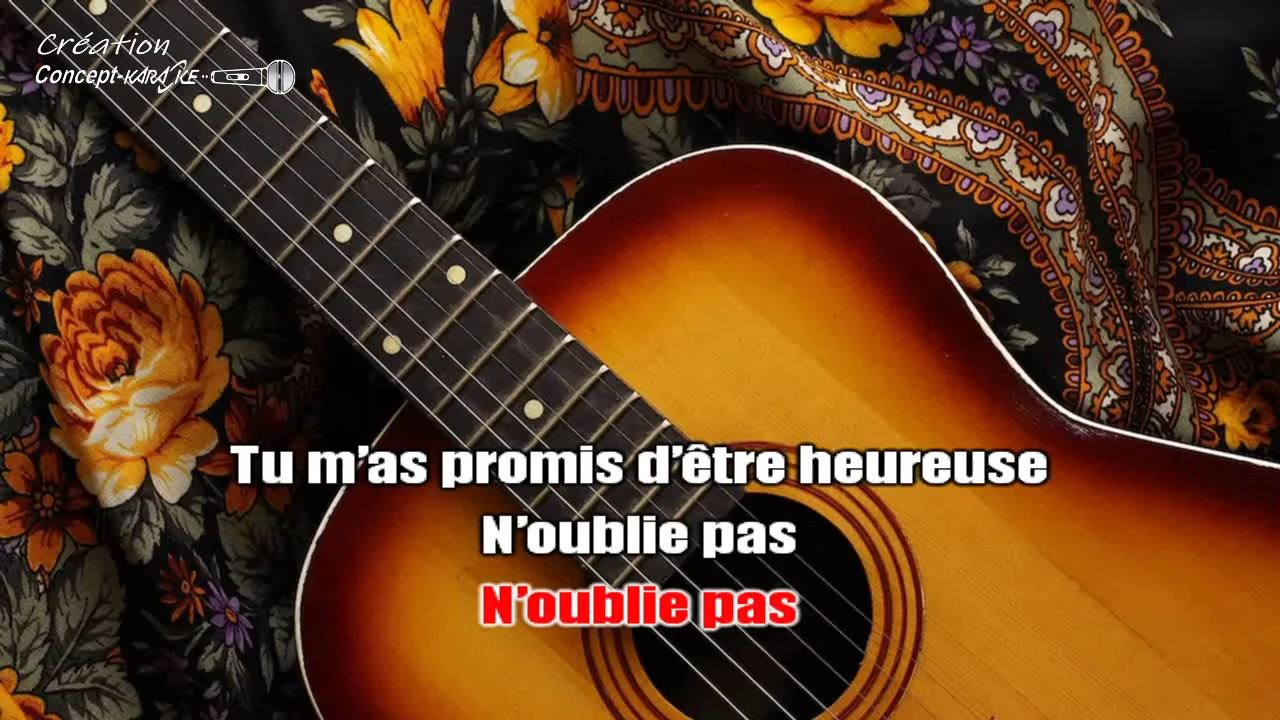 Création
Concept-KARAOKE
Tu m’as promis d’être heureuse
N’oublie pas
N’oublie pas